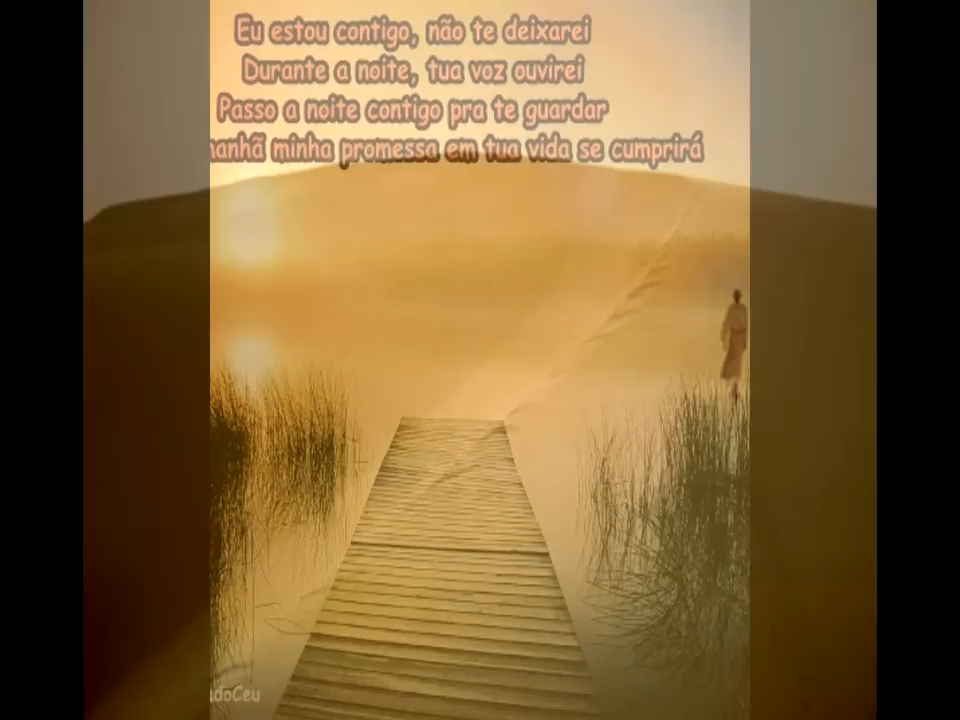 Eu estou contigo, não te deixarei
Durante a noite, tua voz ouvirei
Passo a noite contigo pra te guardar
minha promessa em tua vida se cumprirá